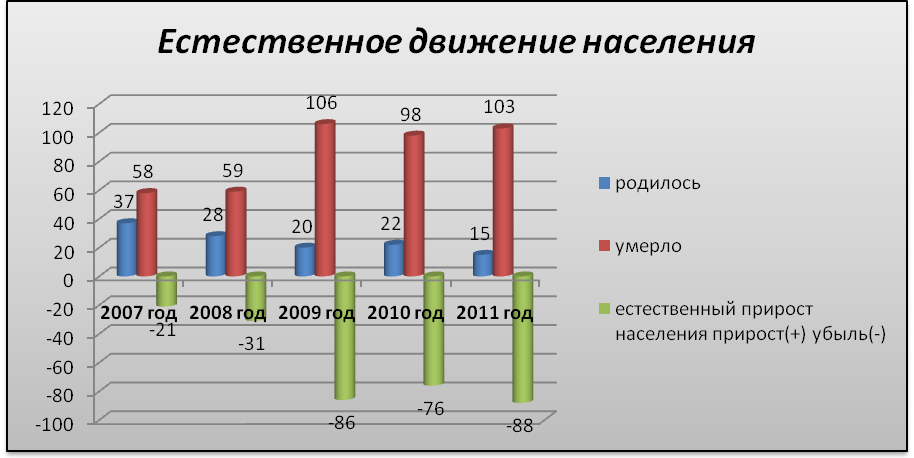 Естественное движение населения
120
100
80
60
40
20
0
-20
-40
-60
-80
-100
37 58 -21
28 59 -31
20 106 -86
22 98 -76
15 103 -88
2007 год 2008 год 2009 год 2010 год 2011 год
родилось
умерло
естественный прирост
населения прирост(+) убыль(-)